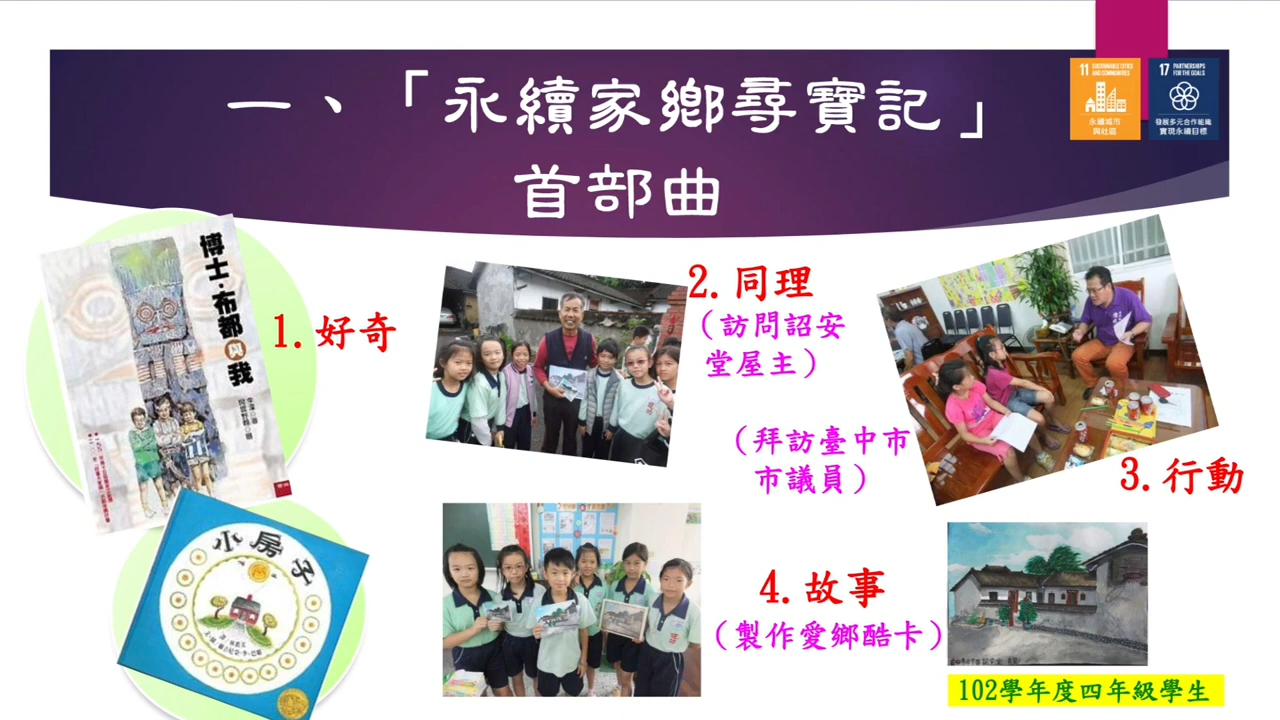 一、「永續家鄉尋寶記」
首部曲
11 SUSTAINABLE CITIES
AND COMMUNITIES
永續城市
與社區
17 PARTNERSHIPS
FOR THE GOALS
發展多元合作組織
實現永續目標
博士・布都與我
1.好奇
小房子
2.同理
（訪問詔安
堂屋主）
（拜訪臺中市
市議員）
3.行動
4.故事
（製作愛鄉酷卡）
102學年度四年級學生